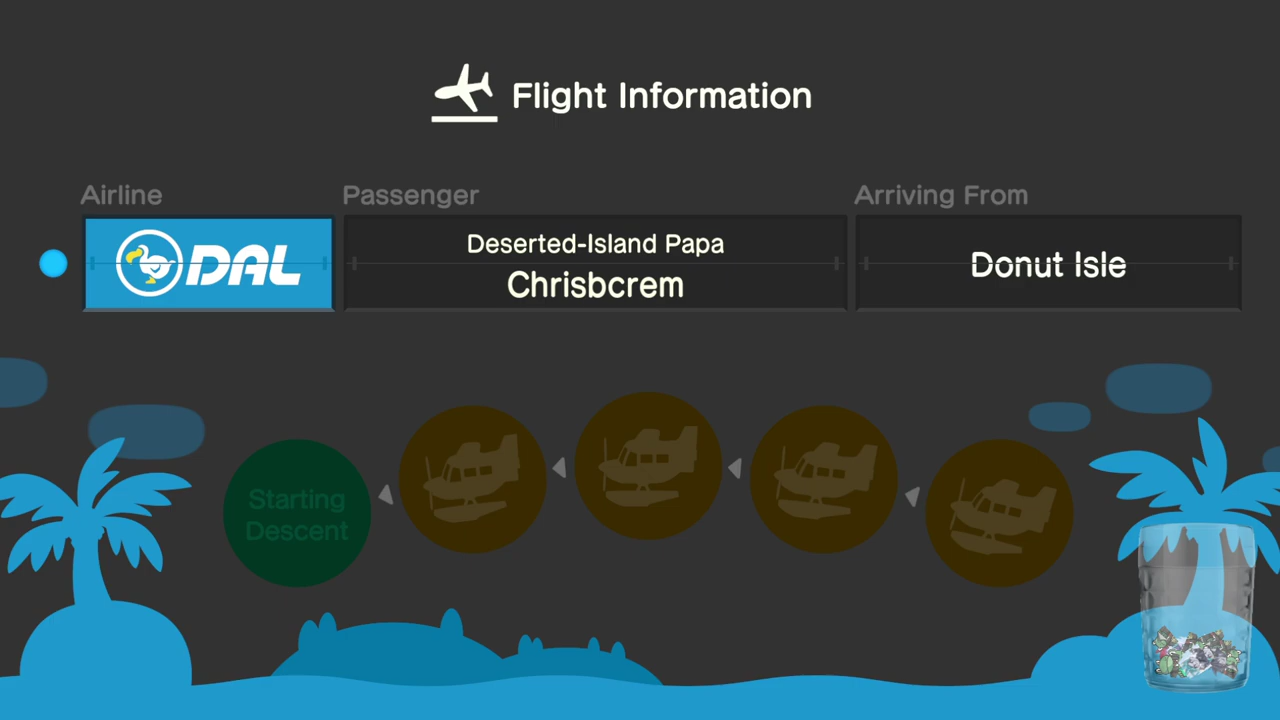 Flight Information
Airline
Passenger
Arriving From
DAL
Deserted-Island Papa
Chrisbcrem
Donut Isle
Starting
Descent